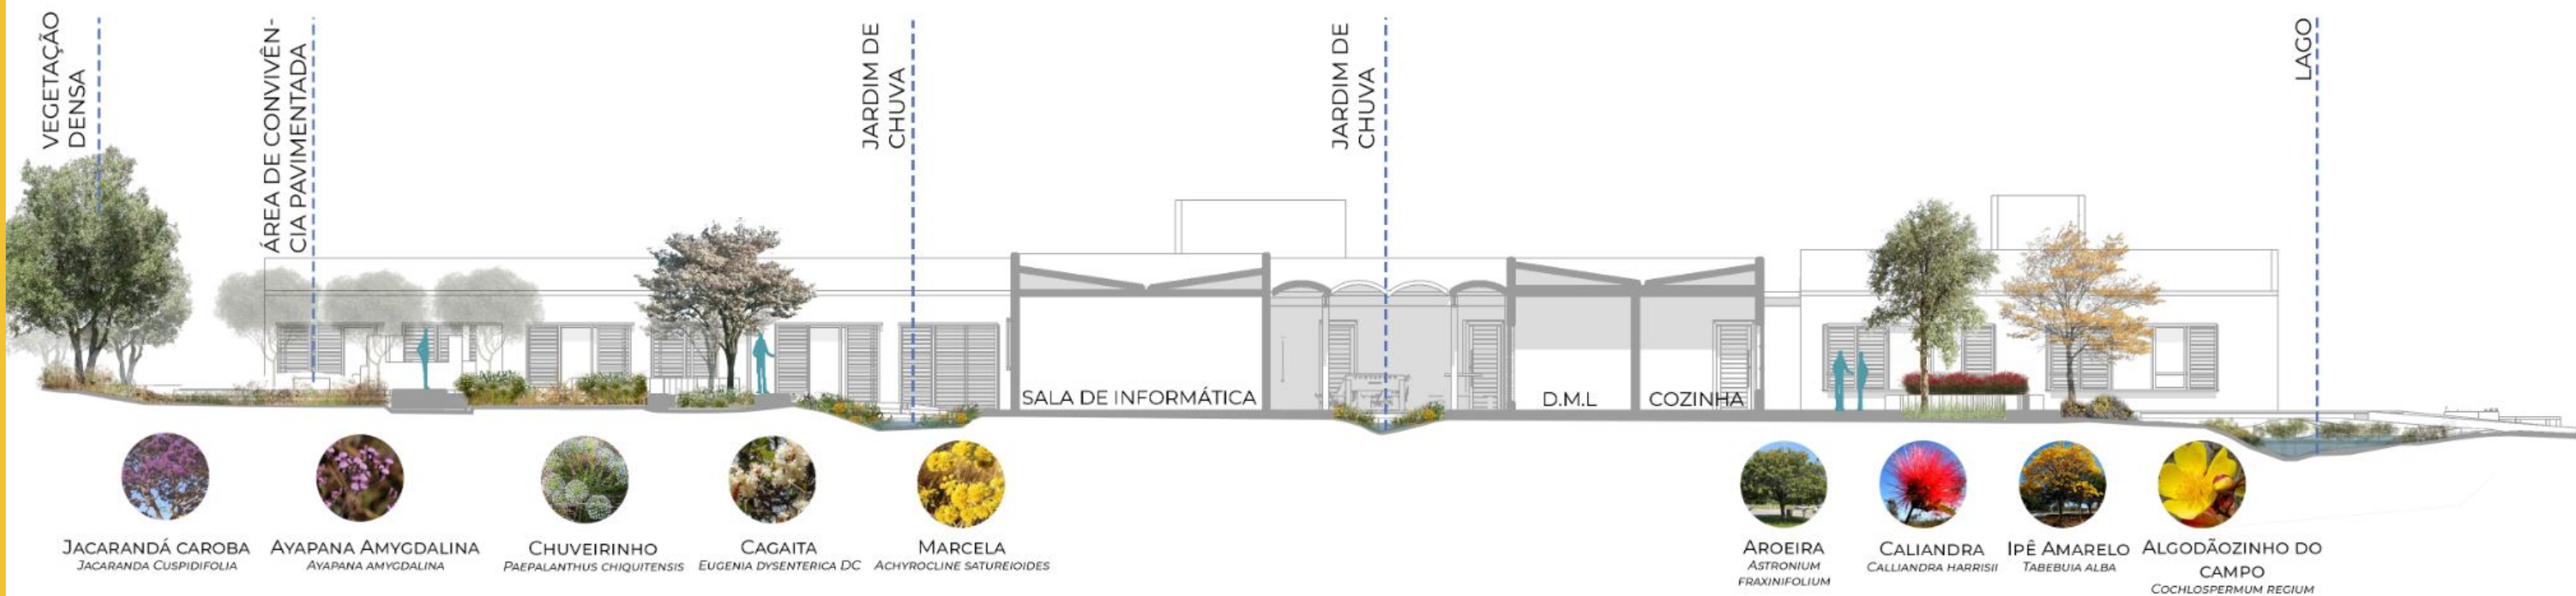 VEGETAÇÃO
DENSA
ÁREA DE CONVIVÊN-
CIA PAVIMENTADA
JARDIM DE
CHUVA
JARDIM DE
CHUVA
LAGO
SALA DE INFORMÁTICA
D.M.L
COZINHA
JACARANDÁ CAROBA
JACARANDA CUSPIDIFOLIA
AYAPANA AMYGDALINA
AYAPANA AMYGDALINA
CHUVEIRINHO
PAEPALANTHUS CHIQUITENSIS
CAGAITA
EUGENIA DYSENTERICA DC
MARCELA
ACHYROCLINE SATUREIOIDES
AROEIRA
ASTRONIUM
FRAXINIFOLIUM
CALIANDRA
CALLIANDRA HARRISII
IPÊ AMARELO
TABEBUIA ALBA
ALGODÃOZINHO DO
CAMPO
COCHLOSPERMUM REGIUM